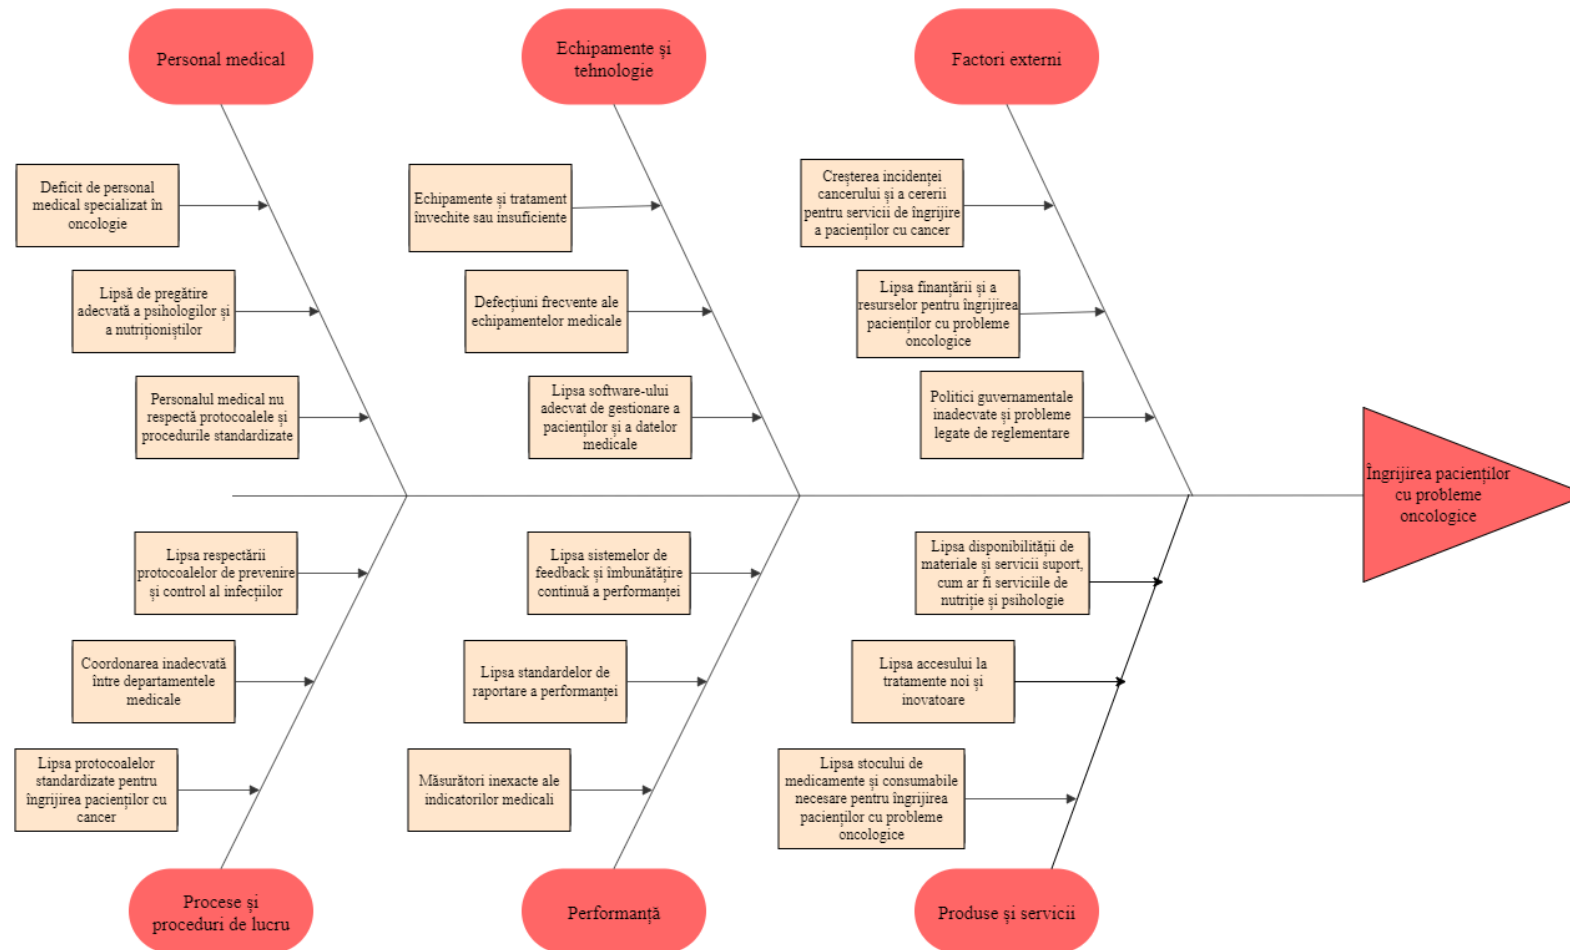 Personal medical
Echipamente și
tehnologie
Factori externi
Deficit de personal
medical specializat în
oncologie
Lipsă de pregătire
adecvată a psihologilor și
a nutriționiștilor
Personalul medical nu
respectă protocoalele și
procedurile standardizate
Echipamente și tratament
învechite sau insuficiente
Defecțiuni frecvente ale
echipamentelor medicale
Lipsa software-ului
adecvat de gestionare a
pacienților și a datelor
medicale
Creșterea incidenței
cancerului și a cererii
pentru servicii de îngrijire
a pacienților cu cancer
Lipsa finanțării și a
resurselor pentru îngrijirea
pacienților cu probleme
oncologice
Politici guvernamentale
inadecvate și probleme
legate de reglementare
Îngrijirea pacienților
cu probleme
oncologice
Lipsa respectării
protocoalelor de prevenire
și control al infecțiilor
Coordonarea inadecvată
între departamentele
medicale
Lipsa protocoalelor
standardizate pentru
îngrijirea pacienților cu
cancer
Lipsa sistemelor de
feedback și îmbunătățire
continuă a performanței
Lipsa standardelor de
raportare a performanței
Măsurători inexacte ale
indicatorilor medicali
Lipsa disponibilității de
materiale și servicii suport,
cum ar fi serviciile de
nutriție și psihologie
Lipsa accesului la
tratamente noi și
inovatoare
Lipsa stocului de
medicamente și consumabile
necesare pentru îngrijirea
pacienților cu probleme
oncologice
Procese și
proceduri de lucru
Performanță
Produse și servicii